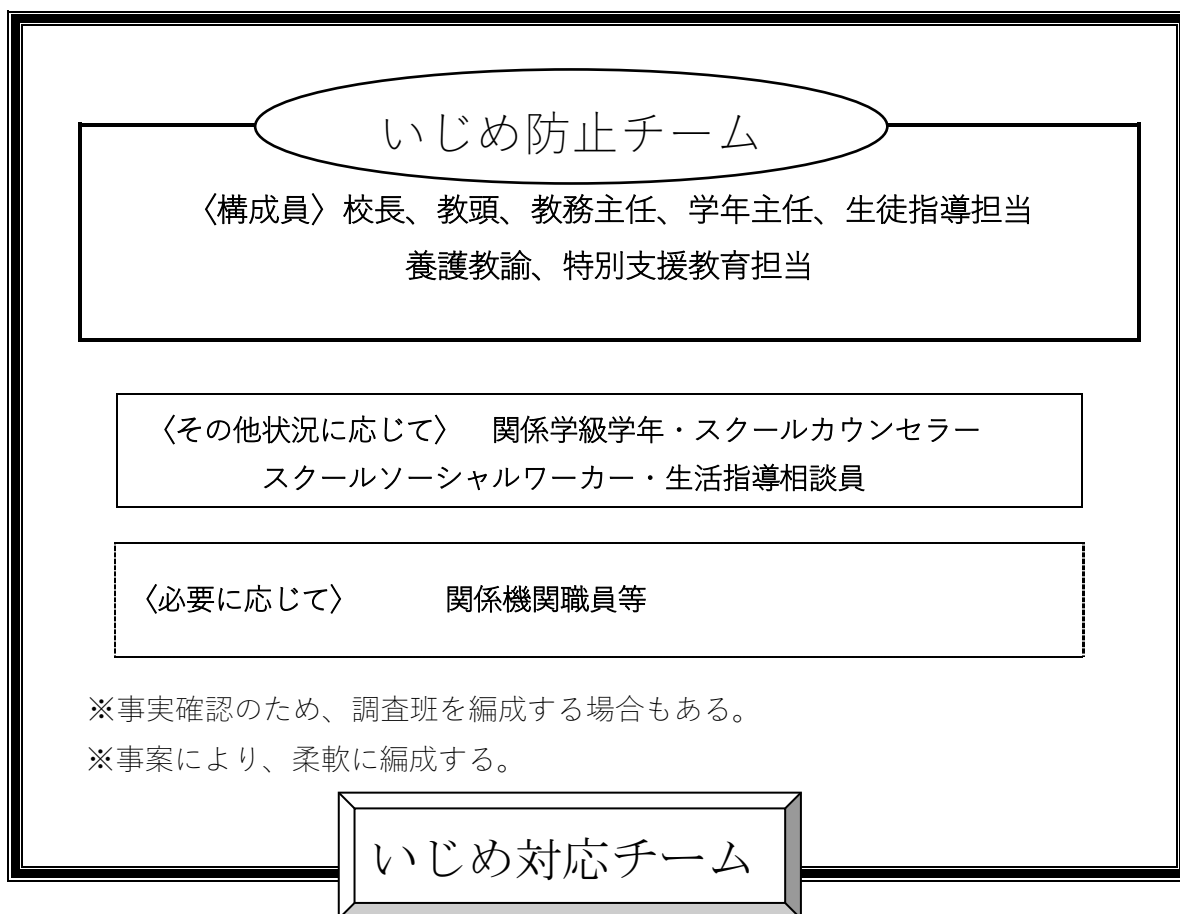 いじめ防止チーム
〈構成員〉校長、教頭、教務主任、学年主任、生徒指導担当
養護教諭、特別支援教育担当
〈その他状況に応じて〉　関係学級学年・スクールカウンセラー
スクールソーシャルワーカー・生活指導相談員
〈必要に応じて〉　　　関係機関職員等
※事実確認のため、調査班を編成する場合もある。
※事案により、柔軟に編成する。
いじめ対応チーム